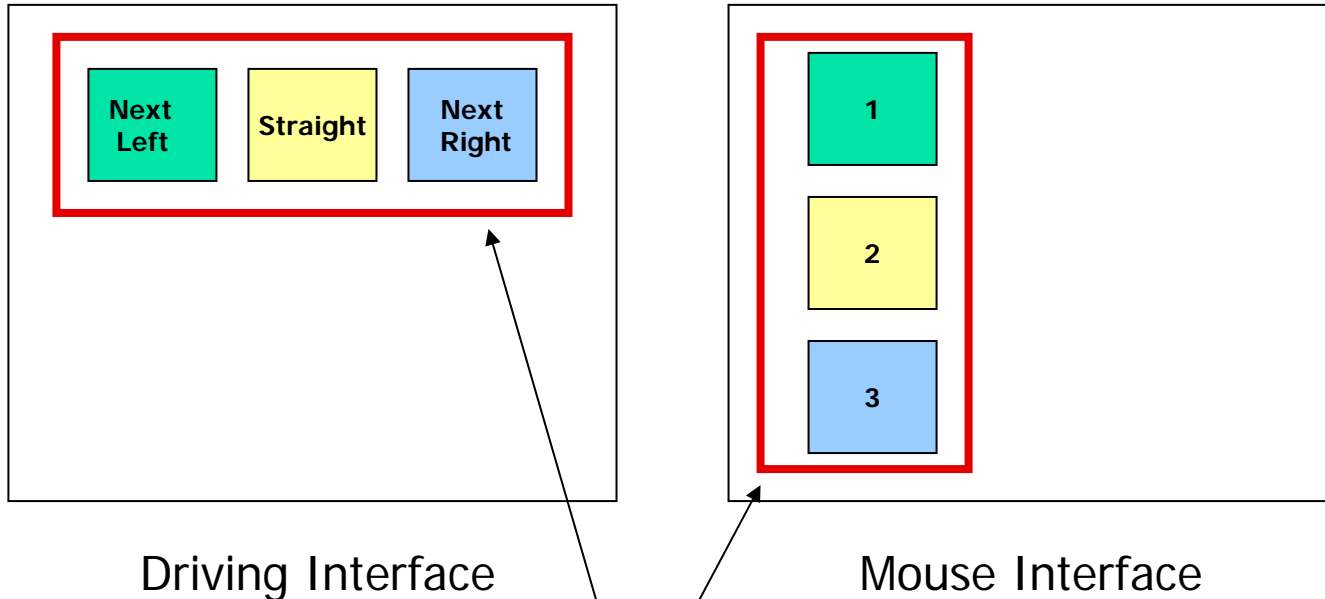 Next
Left
Straight
Next
Right
1
2
3
Driving Interface
Mouse Interface